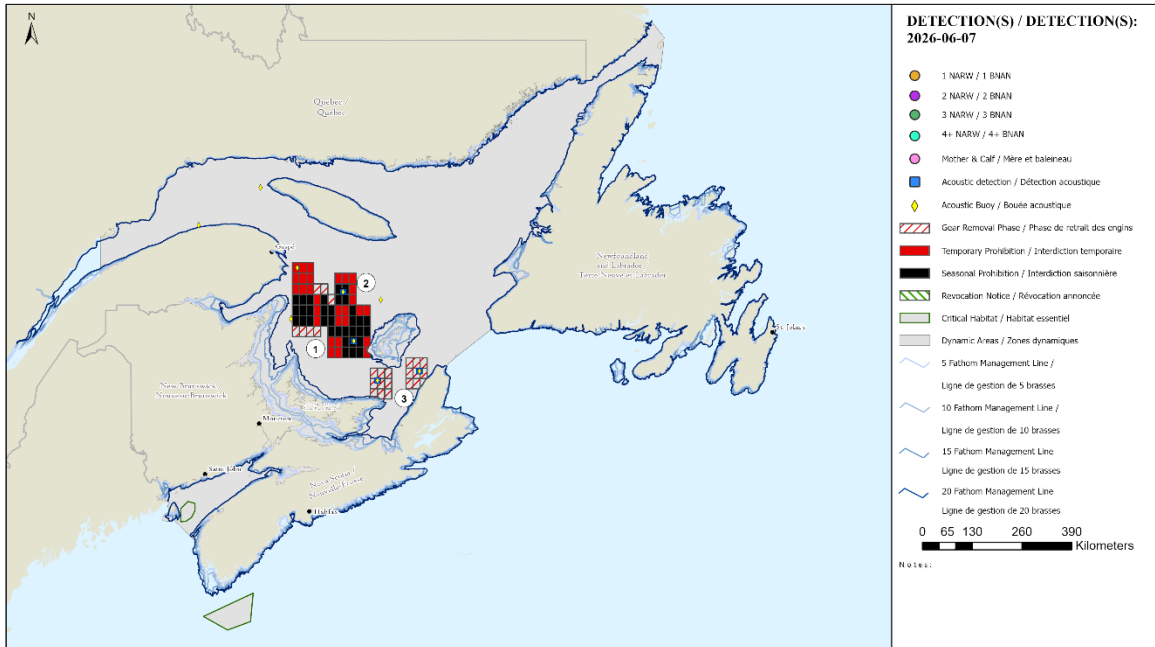 N
Québec /
Québec
Gaspé
Newfoundland
and Labrador /
Terre-Neuve-et-Labrador
St. John's
2
1
3
New Brunswick /
Nouveau-Brunswick
Moncton
Saint John
Nova Scotia /
Nouvelle-Écosse
Halifax
DETECTION(S) / DETECTION(S):
2026-06-07
1 NARW / 1 BNAN
2 NARW / 2 BNAN
3 NARW / 3 BNAN
4+ NARW / 4+ BNAN
Mother & Calf / Mère et baleineau
Acoustic detection / Détection acoustique
Acoustic Buoy / Bouée acoustique
Gear Removal Phase / Phase de retrait des engins
Temporary Prohibition / Interdiction temporaire
Seasonal Prohibition / Interdiction saisonnière
Revocation Notice / Révocation annoncée
Critical Habitat / Habitat essentiel
Dynamic Areas / Zones dynamiques
5 Fathom Management Line /
Ligne de gestion de 5 brasses
10 Fathom Management Line /
Ligne de gestion de 10 brasses
15 Fathom Management Line
Ligne de gestion de 15 brasses
20 Fathom Management Line
Ligne de gestion de 20 brasses
0 65 130 260 390
Kilometers
Notes: